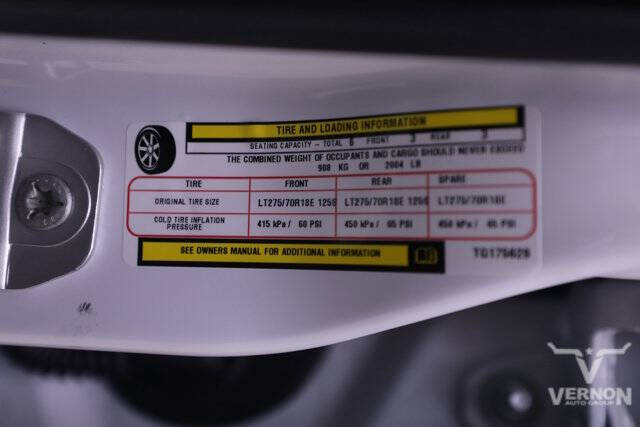 TIRE AND LOADING INFORMATION
SEATING CAPACITY - TOTAL 6 FRONT 3 REAR 3
THE COMBINED WEIGHT OF OCCUPANTS AND CARGO SHOULD NEVER EXCEED
908 KG OR 2004 LB
TIRE FRONT REAR SPARE
ORIGINAL TIRE SIZE LT275/70R18E 125S LT275/70R18E 125S LT275/70R18E
COLD TIRE INFLATION PRESSURE 415 kPa / 60 PSI 450 kPa / 65 PSI 450 kPa / 65 PSI
SEE OWNERS MANUAL FOR ADDITIONAL INFORMATION
TG175629
VERNON
AUTO GROUP